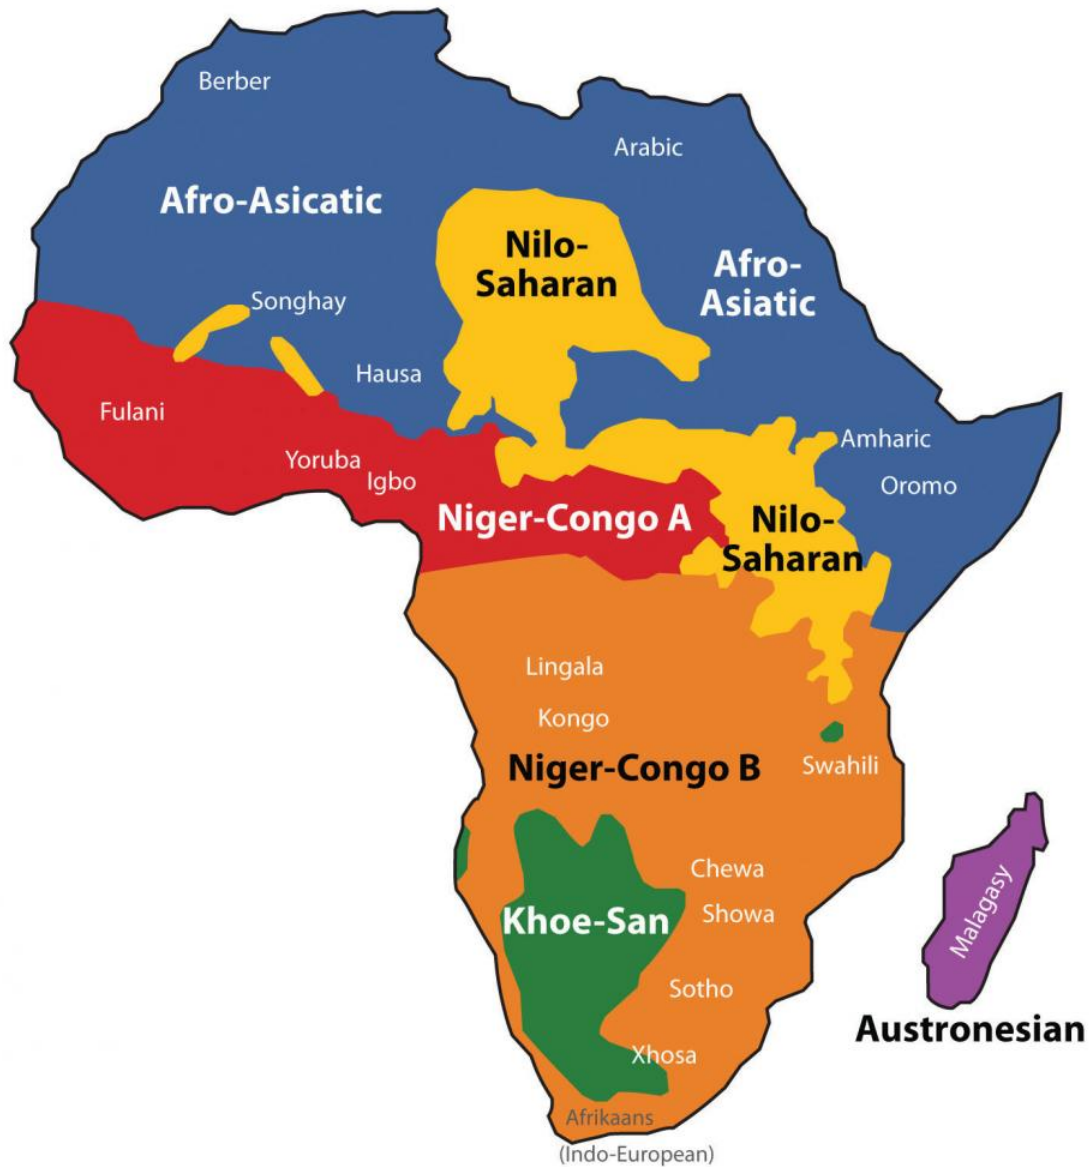 Berber
Arabic
Afro-Asicatic
Nilo-
Saharan
Afro-
Asiatic
Songhay
Hausa
Fulani
Amharic
Yoruba
Igbo
Oromo
Niger-Congo A
Nilo-
Saharan
Lingala
Kongo
Niger-Congo B
Swahili
Chewa
Khoe-San
Showa
Malagasy
Sotho
Austronesian
Xhosa
Afrikaans
(Indo-European)